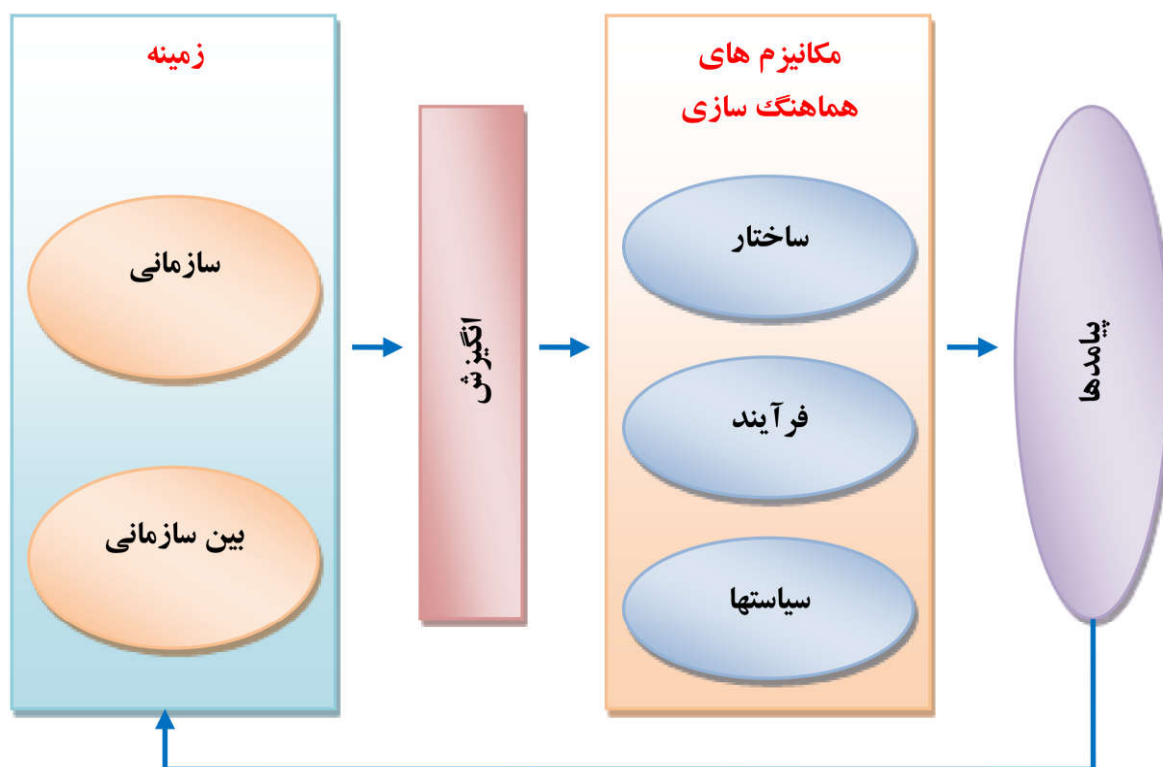 زمینه
سازمانی
بین سازمانی
انگیزش
مکانیزم های
هماهنگ سازی
ساختار
فرآیند
سیاستها
پیامدها